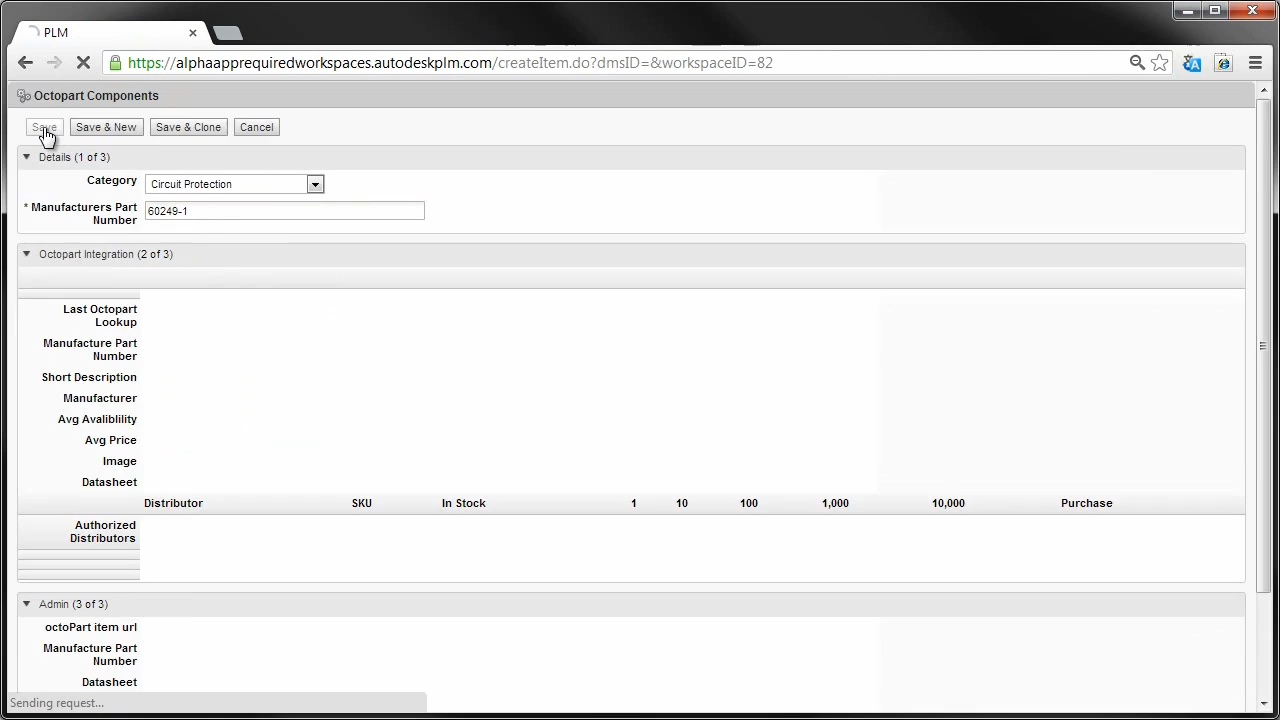 PLM
https://alphaapprequiredworkspaces.autodeskplm.com/createItem.do?dmsID=&workspaceID=82
Octopart Components
Save
Save & New
Save & Clone
Cancel
Details (1 of 3)
Category
Circuit Protection
* Manufacturers Part
Number
60249-1
Octopart Integration (2 of 3)
Last Octopart
Lookup
Manufacture Part
Number
Short Description
Manufacturer
Avg Avaliblility
Avg Price
Image
Datasheet
Distributor SKU In Stock 1 10 100 1,000 10,000 Purchase
Authorized
Distributors
Admin (3 of 3)
octoPart item url
Manufacture Part
Number
Datasheet
Sending request...